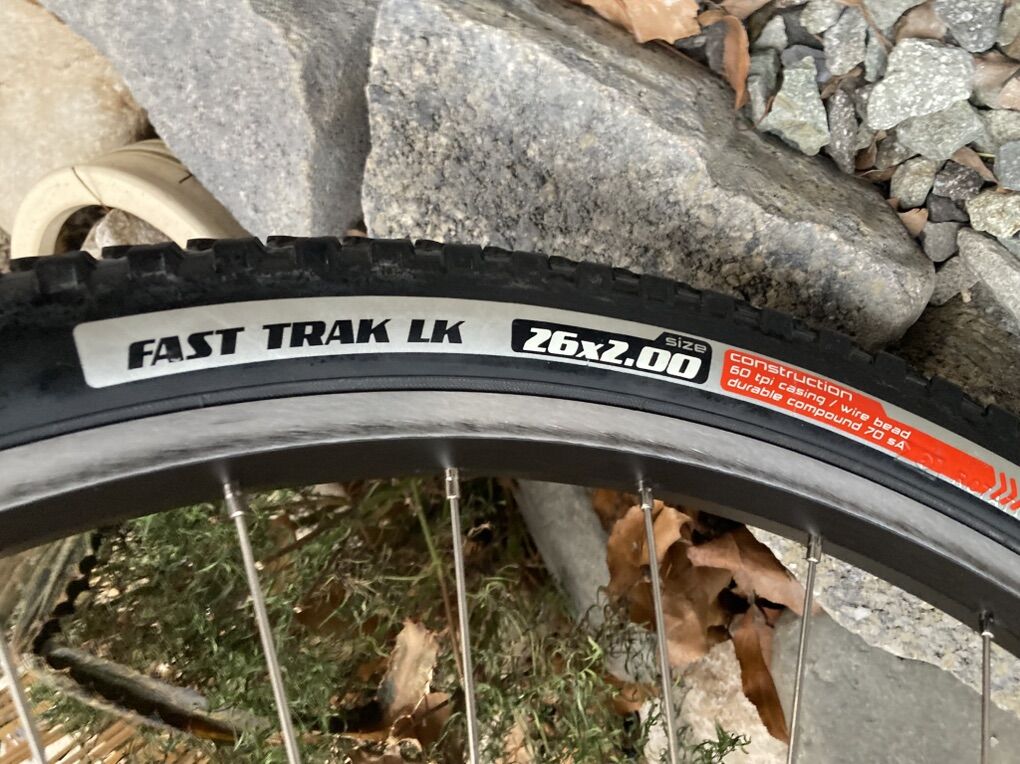 FAST TRAK LK
size
26x2.00
construction
60 tpi casing / wire bead
durable compound 70 sA